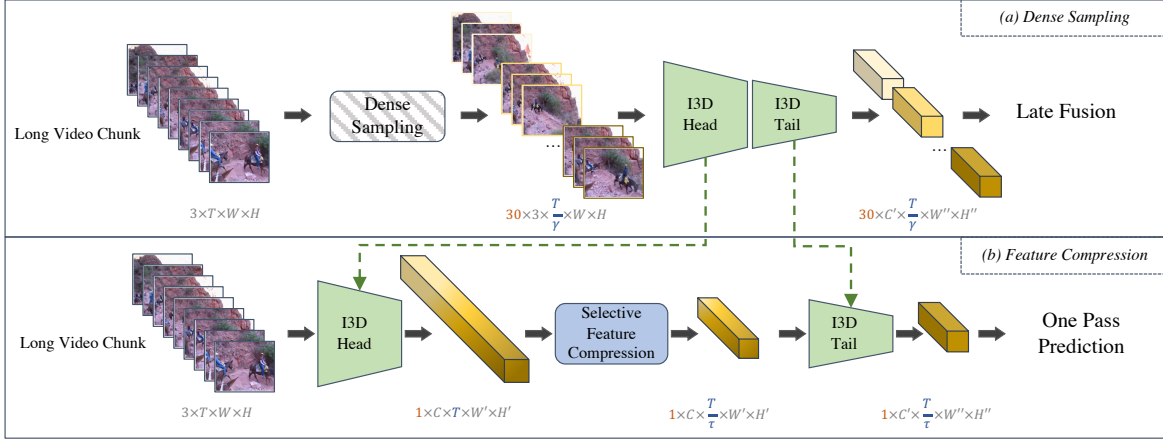 (a) Dense Sampling
Long Video Chunk
Dense
Sampling
...
I3D
Head
I3D
Tail
...
Late Fusion
3×T×W×H
30×3×T/γ×W×H
30×C'×T/γ×W''×H''
(b) Feature Compression
Long Video Chunk
I3D
Head
Selective
Feature
Compression
I3D
Tail
One Pass
Prediction
3×T×W×H
1×C×T×W'×H'
1×C×T/τ×W'×H'
1×C'×T/τ×W''×H''